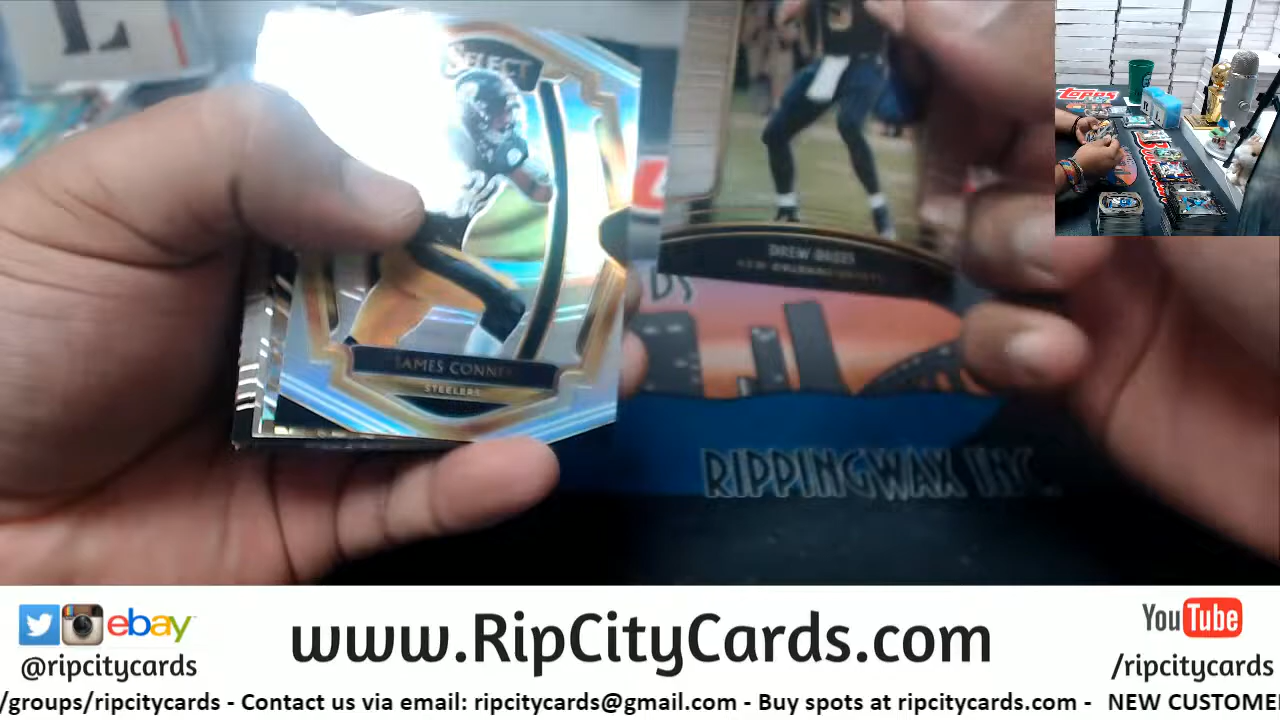 L
SELECT
TOPPS
DREW BREES
JAMES CONNER
STEELERS
RIPPINGWAX INC.
ebay
www.RipCityCards.com
YouTube
@ripcitycards
/ripcitycards
/groups/ripcitycards - Contact us via email: ripcitycards@gmail.com - Buy spots at ripcitycards.com - NEW CUSTOME